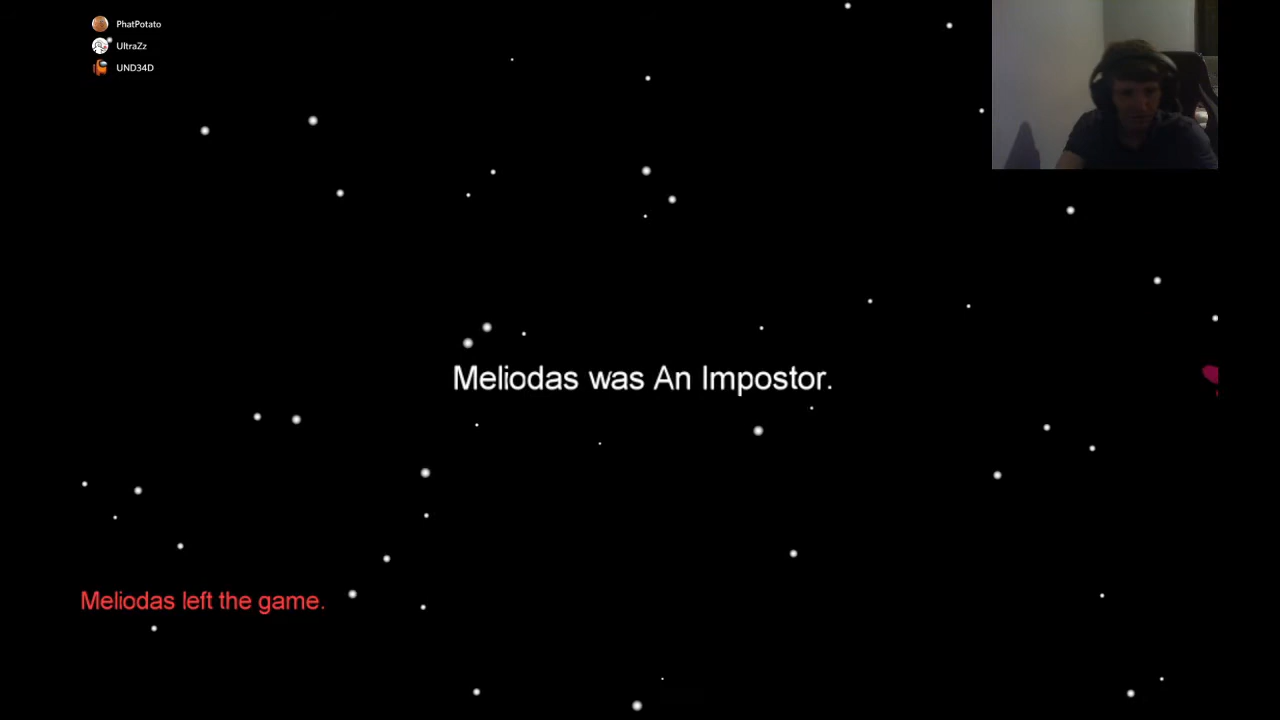 PhatPotato
UltraZz
UND34D
Meliodas was An Impostor.
Meliodas left the game.